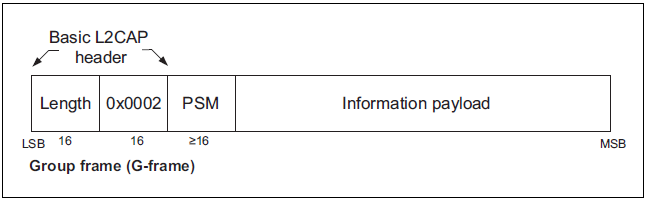 Basic L2CAP
header
Length 0x0002 PSM Information payload
LSB 16 16 ≥16 MSB
Group frame (G-frame)